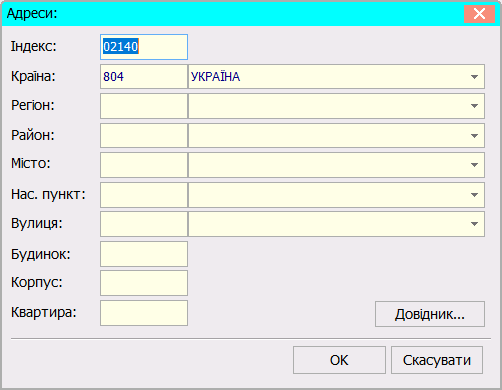 Адреси:
Індекс: 02140
Країна: 804 УКРАЇНА
Регіон:
Район:
Місто:
Нас. пункт:
Вулиця:
Будинок:
Корпус:
Квартира:
Довідник...
OK Скасувати